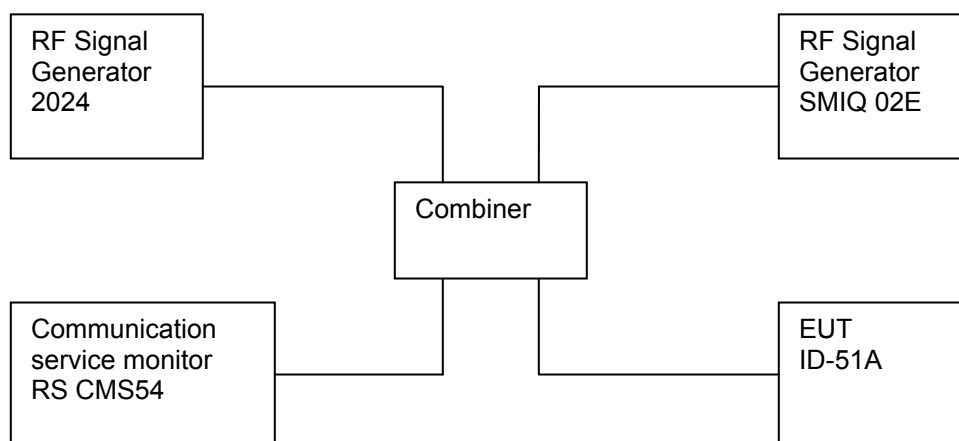 RF Signal
Generator
2024
RF Signal
Generator
SMIQ 02E
Combiner
Communication
service monitor
RS CMS54
EUT
ID-51A